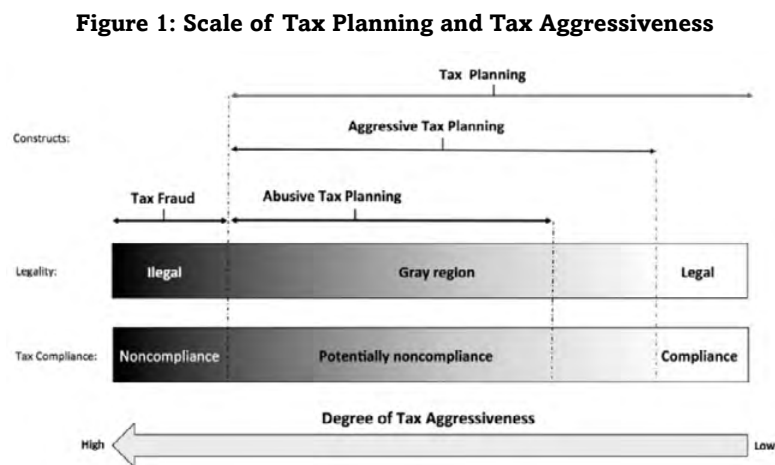 Figure 1: Scale of Tax Planning and Tax Aggressiveness
Tax Planning
Constructs:
Aggressive Tax Planning
Tax Fraud
Abusive Tax Planning
Legality:
Ilegal
Gray region
Legal
Tax Compliance:
Noncompliance
Potentially noncompliance
Compliance
Degree of Tax Aggressiveness
High
Low